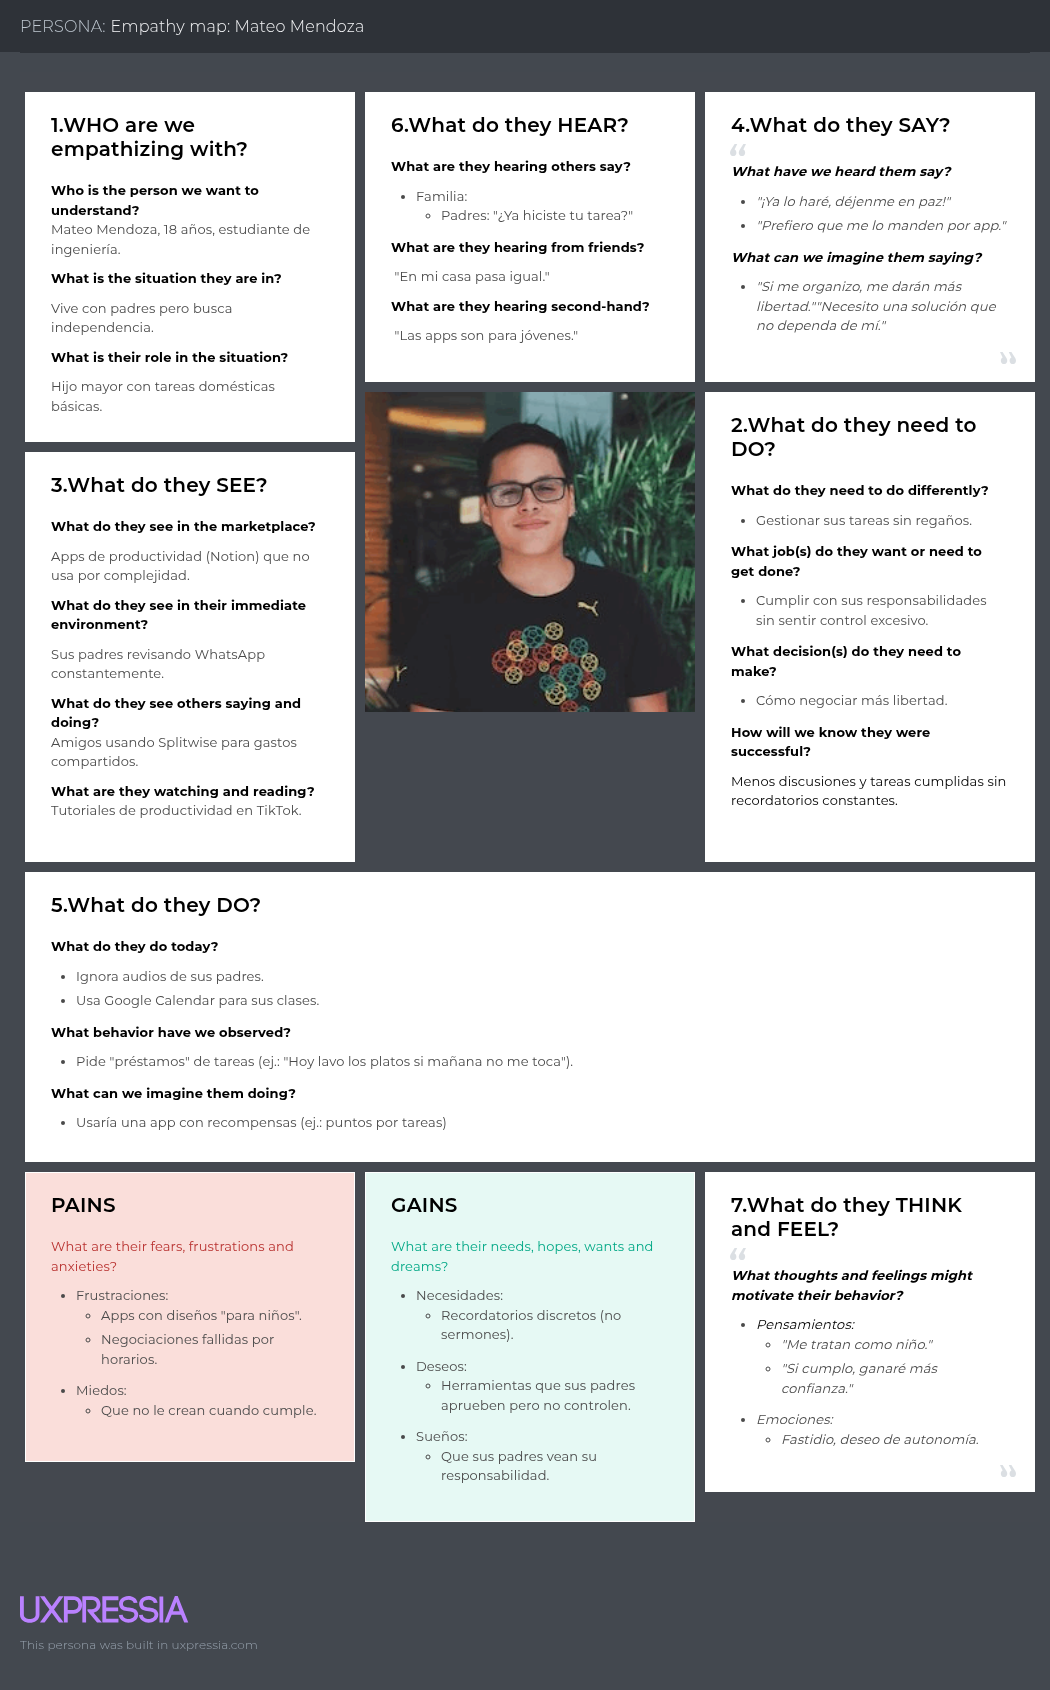 PERSONA: Empathy map: Mateo Mendoza
1.WHO are we
empathizing with?
Who is the person we want to
understand?
Mateo Mendoza, 18 años, estudiante de
ingeniería.
What is the situation they are in?
Vive con padres pero busca
independencia.
What is their role in the situation?
Hijo mayor con tareas domésticas
básicas.
6.What do they HEAR?
What are they hearing others say?
Familia:
Padres: "¿Ya hiciste tu tarea?"
What are they hearing from friends?
"En mi casa pasa igual."
What are they hearing second-hand?
"Las apps son para jóvenes."
4.What do they SAY?
“
What have we heard them say?
"¡Ya lo haré, déjenme en paz!"
"Prefiero que me lo manden por app."
What can we imagine them saying?
"Si me organizo, me darán más
libertad.""Necesito una solución que
no dependa de mí."
”
3.What do they SEE?
What do they see in the marketplace?
Apps de productividad (Notion) que no
usa por complejidad.
What do they see in their immediate
environment?
Sus padres revisando WhatsApp
constantemente.
What do they see others saying and
doing?
Amigos usando Splitwise para gastos
compartidos.
What are they watching and reading?
Tutoriales de productividad en TikTok.
2.What do they need to
DO?
What do they need to do differently?
Gestionar sus tareas sin regaños.
What job(s) do they want or need to
get done?
Cumplir con sus responsabilidades
sin sentir control excesivo.
What decision(s) do they need to
make?
Cómo negociar más libertad.
How will we know they were
successful?
Menos discusiones y tareas cumplidas sin
recordatorios constantes.
5.What do they DO?
What do they do today?
Ignora audios de sus padres.
Usa Google Calendar para sus clases.
What behavior have we observed?
Pide "préstamos" de tareas (ej.: "Hoy lavo los platos si mañana no me toca").
What can we imagine them doing?
Usaría una app con recompensas (ej.: puntos por tareas)
PAINS
What are their fears, frustrations and
anxieties?
Frustraciones:
Apps con diseños "para niños".
Negociaciones fallidas por
horarios.
Miedos:
Que no le crean cuando cumple.
GAINS
What are their needs, hopes, wants and
dreams?
Necesidades:
Recordatorios discretos (no
sermones).
Deseos:
Herramientas que sus padres
aprueben pero no controlen.
Sueños:
Que sus padres vean su
responsabilidad.
7.What do they THINK
and FEEL?
“
What thoughts and feelings might
motivate their behavior?
Pensamientos:
"Me tratan como niño."
"Si cumplo, ganaré más
confianza."
Emociones:
Fastidio, deseo de autonomía.
”
UXPRESSIA
This persona was built in uxpressia.com